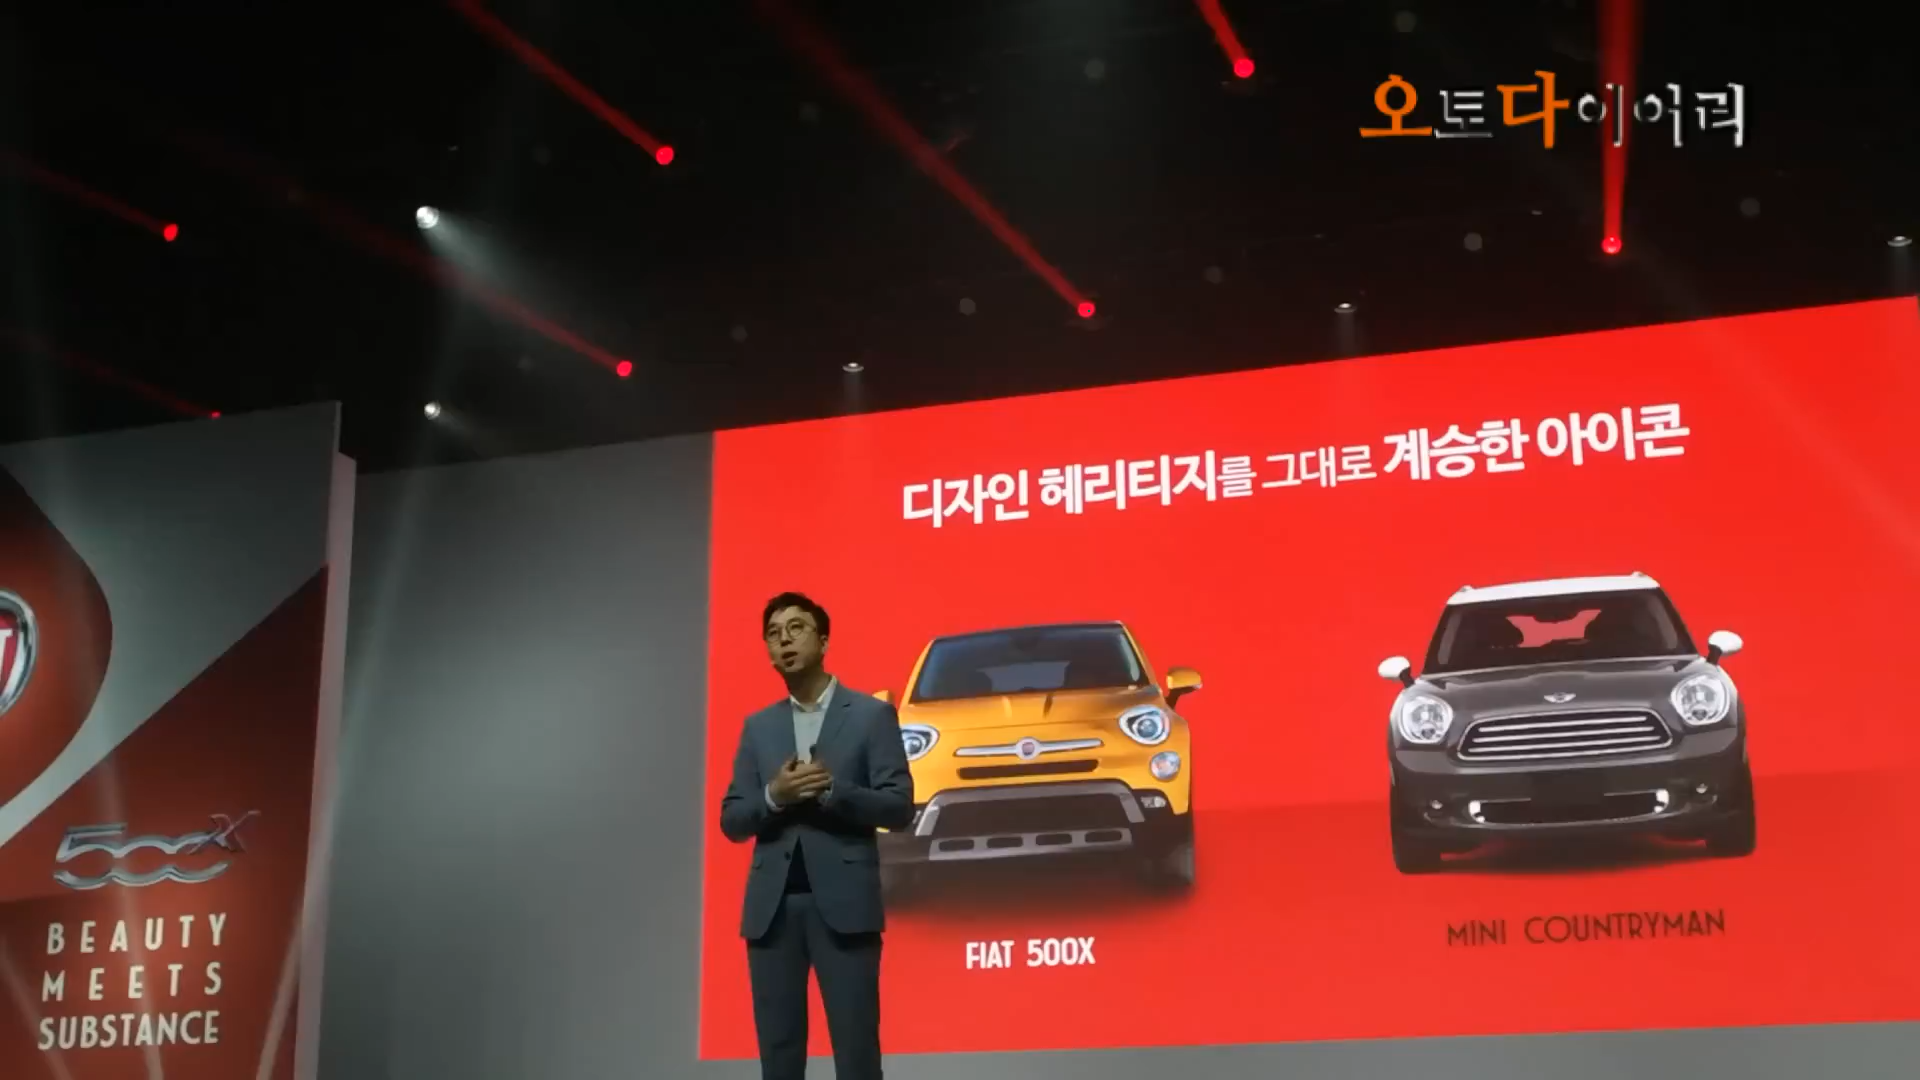 오토다이어리
디자인 헤리티지를 그대로 계승한 아이콘
FIAT 500X
MINI COUNTRYMAN
500X
BEAUTY
MEETS
SUBSTANCE